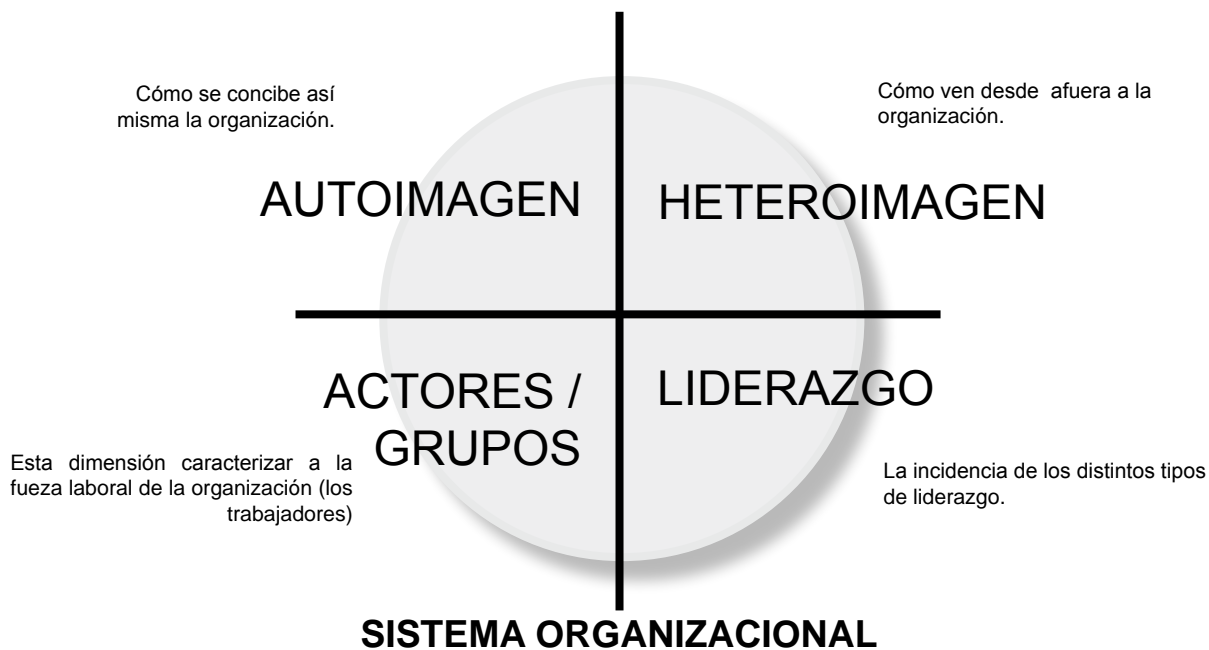 Cómo se concibe así
misma la organización.
AUTOIMAGEN
Cómo ven desde afuera a la
organización.
HETEROIMAGEN
ACTORES /
GRUPOS
Esta dimensión caracterizar a la
fueza laboral de la organización (los
trabajadores)
LIDERAZGO
La incidencia de los distintos tipos
de liderazgo.
SISTEMA ORGANIZACIONAL